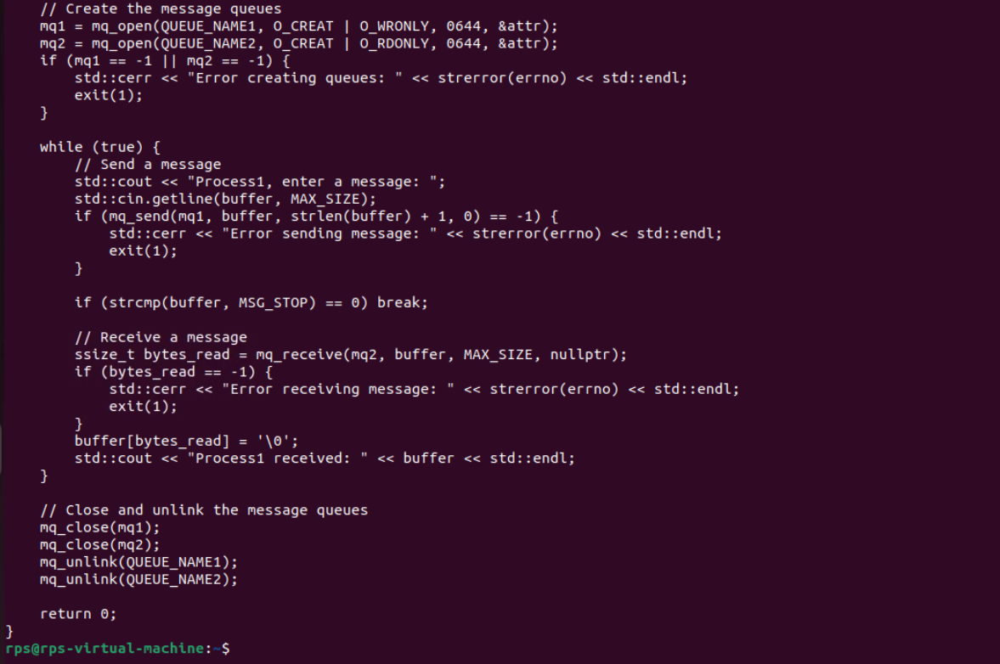 // Create the message queues
    mq1 = mq_open(QUEUE_NAME1, O_CREAT | O_WRONLY, 0644, &attr);
    mq2 = mq_open(QUEUE_NAME2, O_CREAT | O_RDONLY, 0644, &attr);
    if (mq1 == -1 || mq2 == -1) {
        std::cerr << "Error creating queues: " << strerror(errno) << std::endl;
        exit(1);
    }

    while (true) {
        // Send a message
        std::cout << "Process1, enter a message: ";
        std::cin.getline(buffer, MAX_SIZE);
        if (mq_send(mq1, buffer, strlen(buffer) + 1, 0) == -1) {
            std::cerr << "Error sending message: " << strerror(errno) << std::endl;
            exit(1);
        }

        if (strcmp(buffer, MSG_STOP) == 0) break;

        // Receive a message
        ssize_t bytes_read = mq_receive(mq2, buffer, MAX_SIZE, nullptr);
        if (bytes_read == -1) {
            std::cerr << "Error receiving message: " << strerror(errno) << std::endl;
            exit(1);
        }
        buffer[bytes_read] = '\0';
        std::cout << "Process1 received: " << buffer << std::endl;
    }

    // Close and unlink the message queues
    mq_close(mq1);
    mq_close(mq2);
    mq_unlink(QUEUE_NAME1);
    mq_unlink(QUEUE_NAME2);

    return 0;
}
rps@rps-virtual-machine:~$